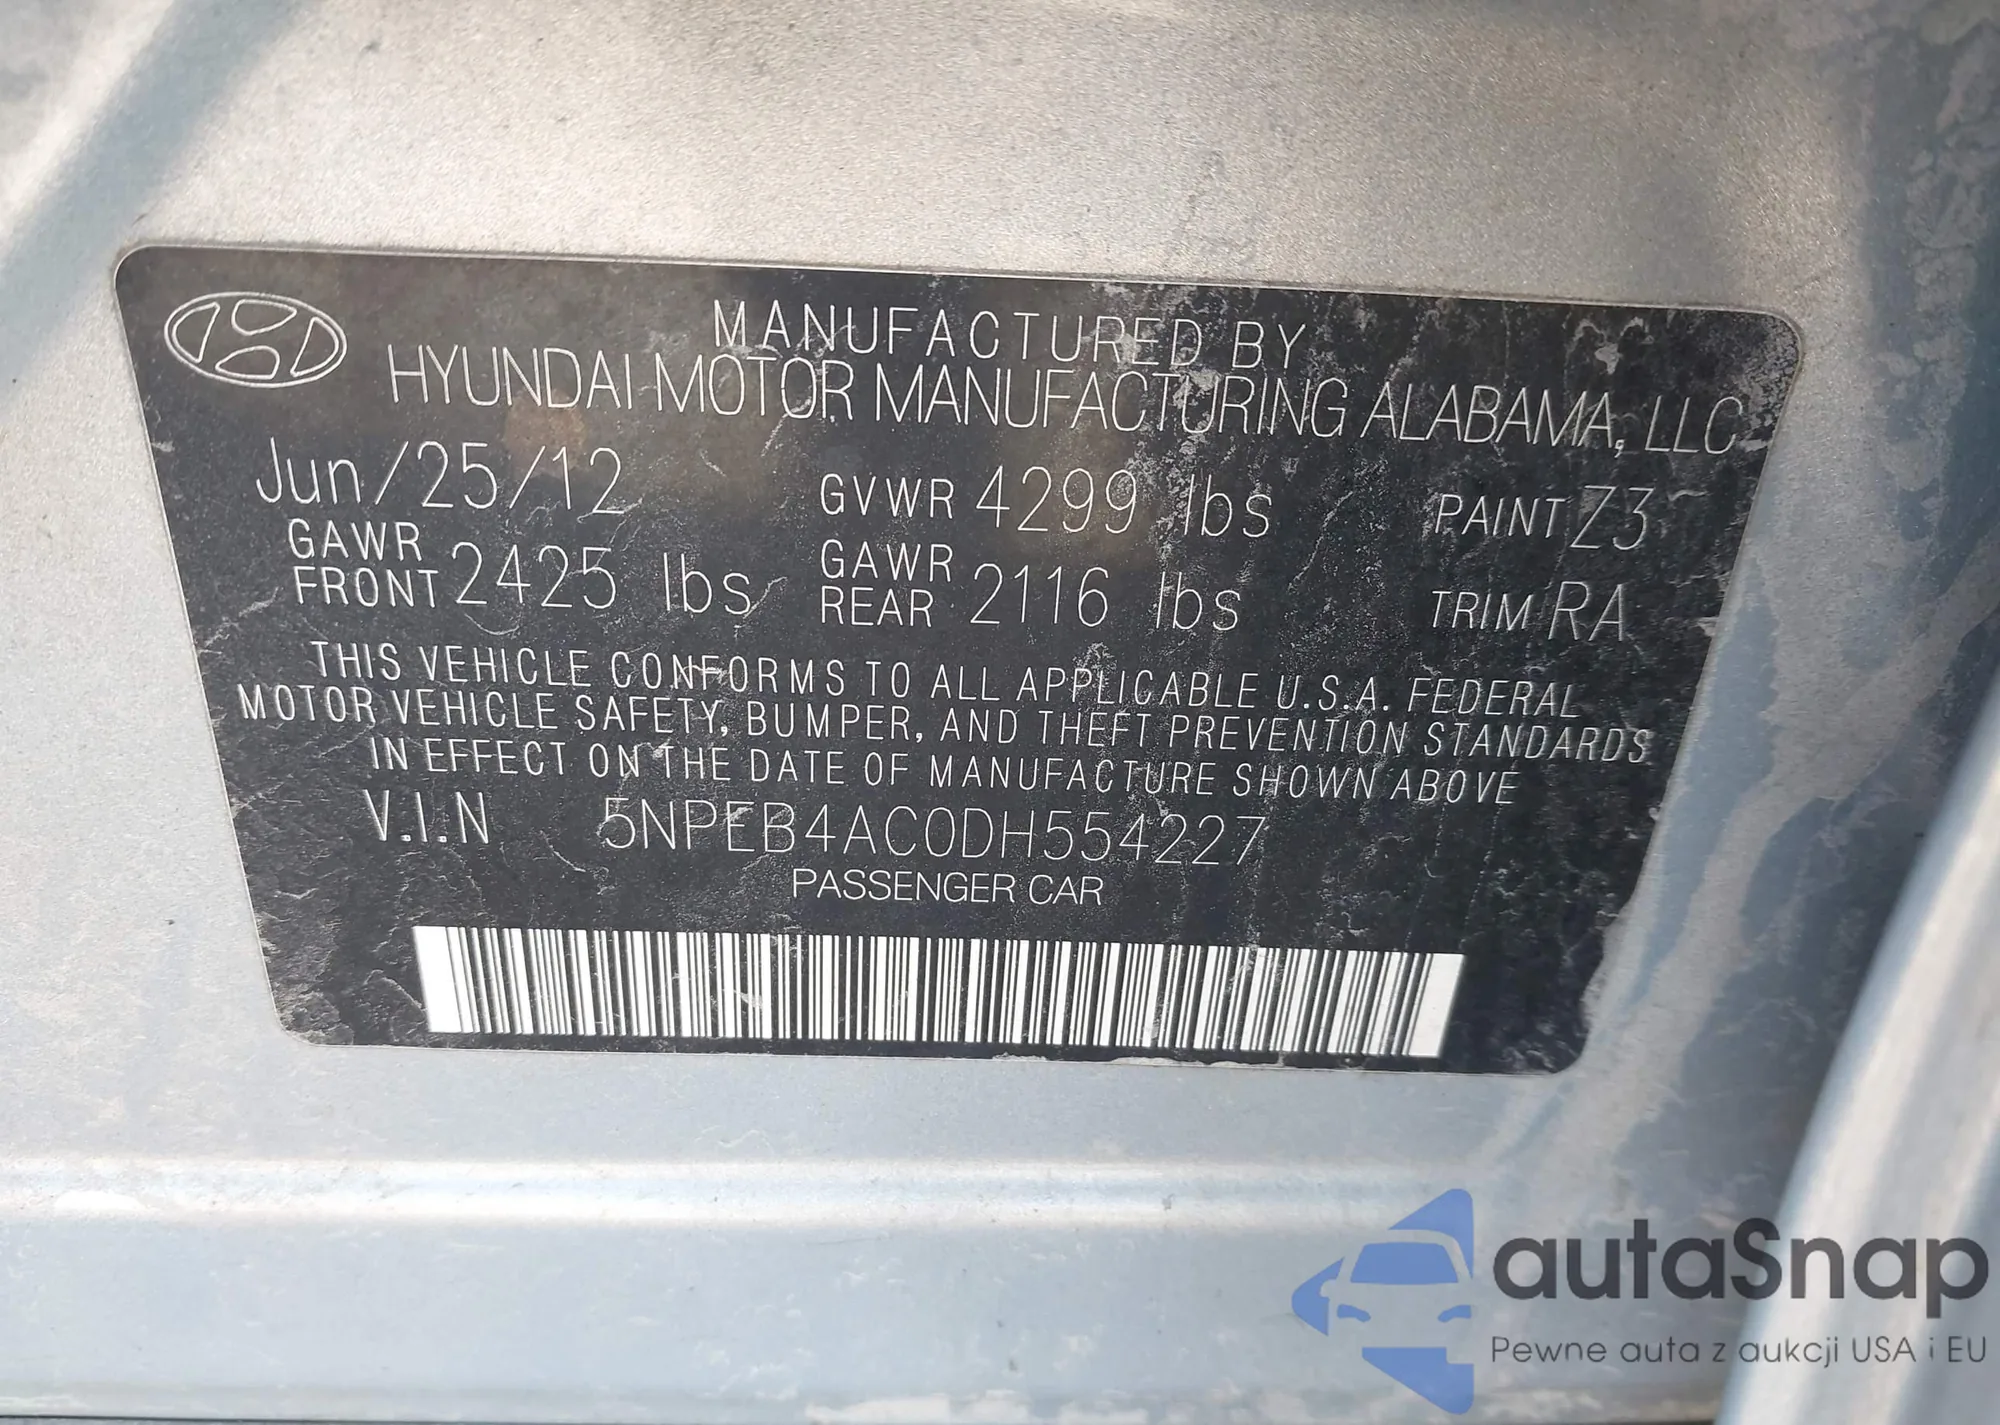 MANUFACTURED BY
HYUNDAI MOTOR MANUFACTURING ALABAMA, LLC
Jun/25/12 GVWR 4299 lbs PAINT Z3
GAWR FRONT 2425 lbs GAWR REAR 2116 lbs TRIM RA
THIS VEHICLE CONFORMS TO ALL APPLICABLE U.S.A. FEDERAL
MOTOR VEHICLE SAFETY, BUMPER, AND THEFT PREVENTION STANDARDS
IN EFFECT ON THE DATE OF MANUFACTURE SHOWN ABOVE
V.I.N 5NPEB4AC0DH554227
PASSENGER CAR
autaSnap
Pewne auta z aukcji USA i EU